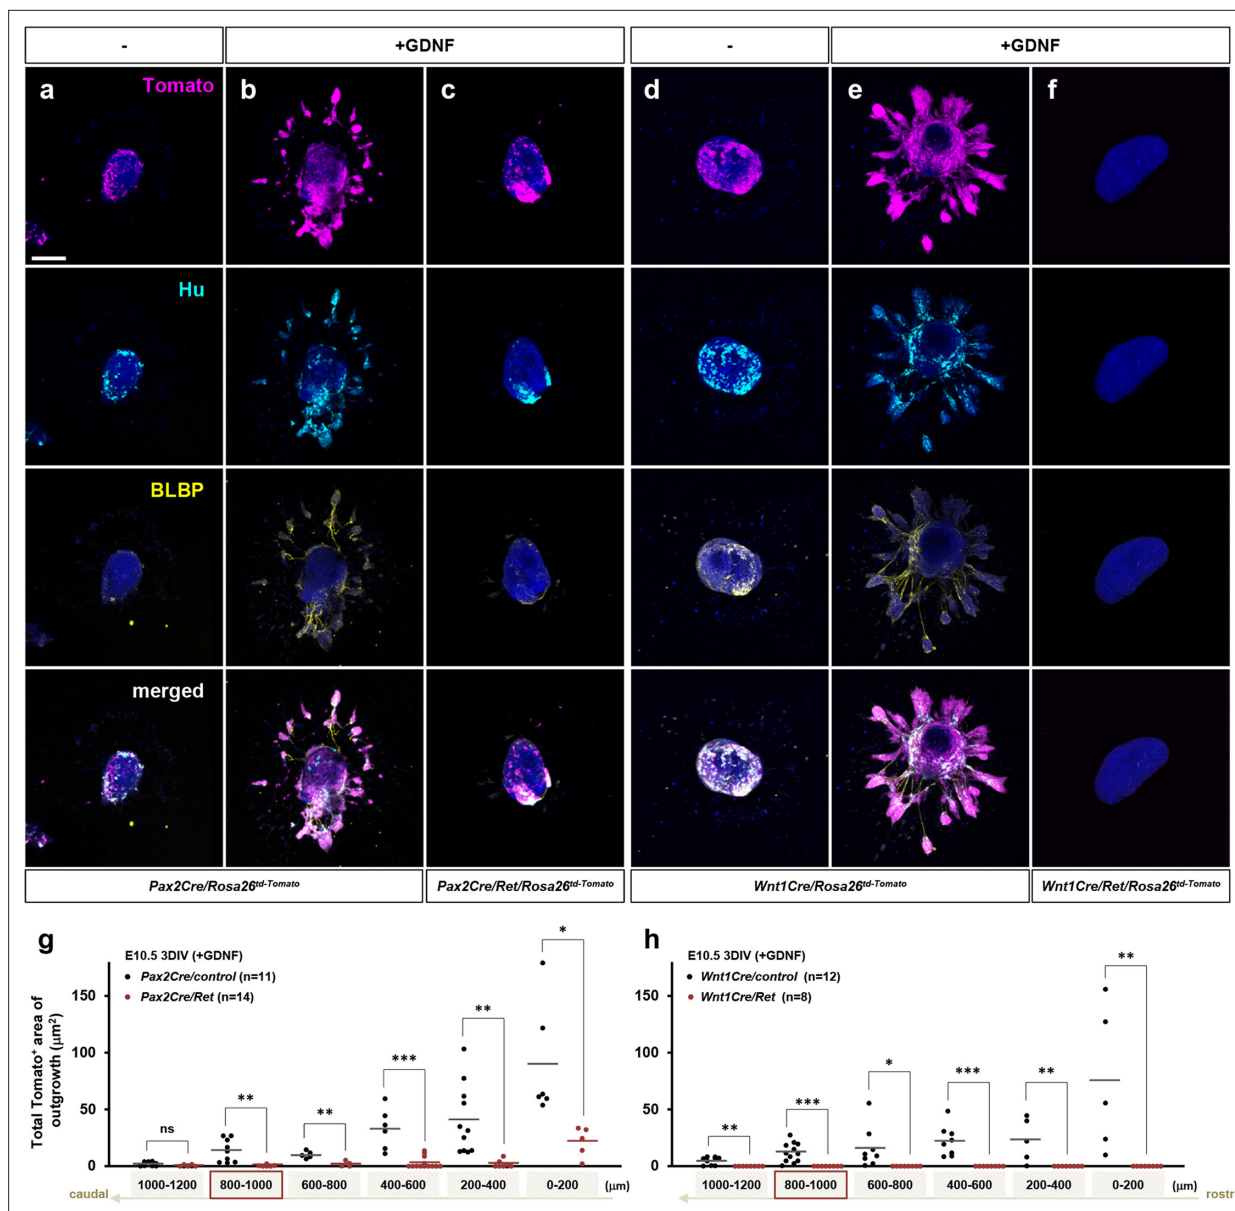 -
+GDNF
-
+GDNF
a
b
c
d
e
f
Tomato
Hu
BLBP
merged
Pax2Cre/Rosa26td-Tomato
Pax2Cre/Ret/Rosa26td-Tomato
Wnt1Cre/Rosa26td-Tomato
Wnt1Cre/Ret/Rosa26td-Tomato
g
E10.5 3DIV (+GDNF)
Pax2Cre/control (n=11)
Pax2Cre/Ret (n=14)
Total Tomato+ area of
outgrowth (µm2)
150
100
50
0
ns
**
**
***
**
*
1000-1200
800-1000
600-800
400-600
200-400
0-200
(µm)
caudal
h
E10.5 3DIV (+GDNF)
Wnt1Cre/control (n=12)
Wnt1Cre/Ret (n=8)
150
100
50
0
**
***
*
***
**
**
1000-1200
800-1000
600-800
400-600
200-400
0-200
(µm)
rostr